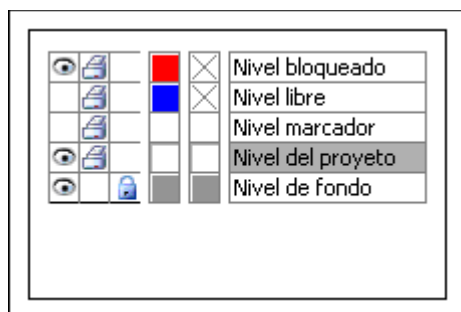 Nivel bloqueado
Nivel libre
Nivel marcador
Nivel del proyeto
Nivel de fondo